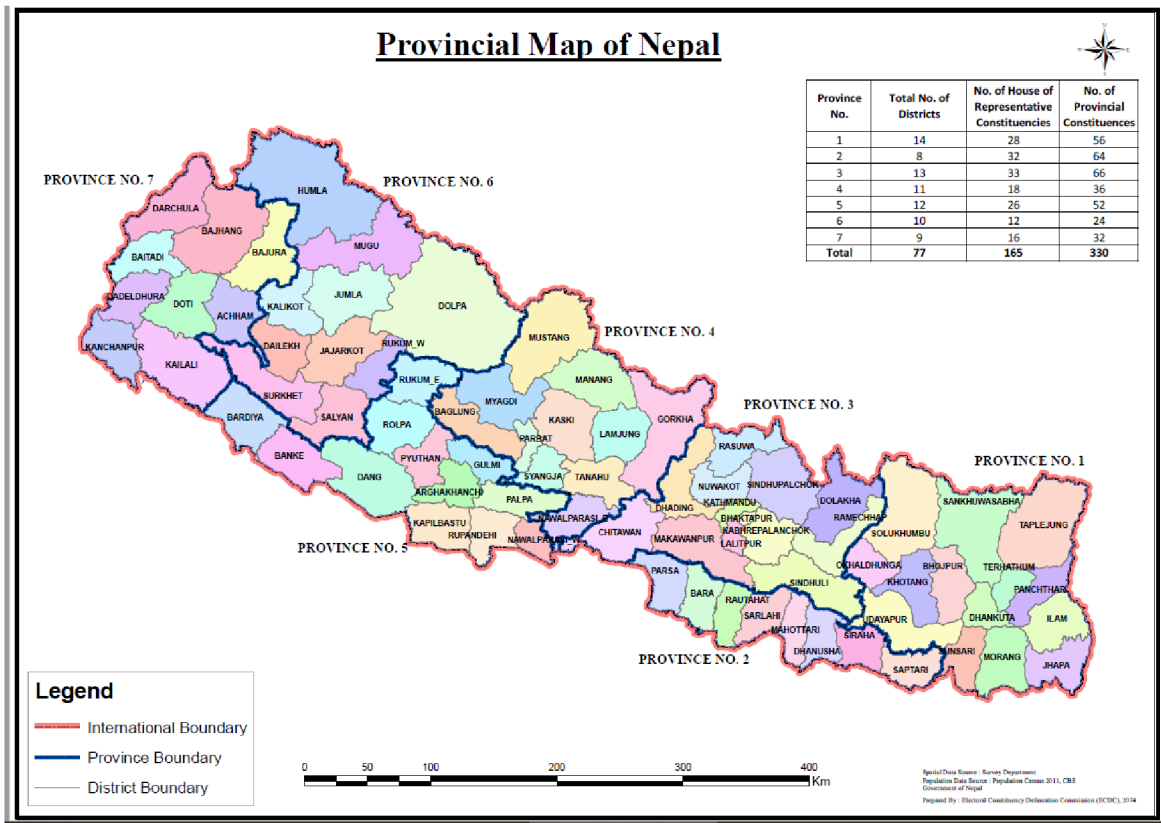 Provincial Map of Nepal
N
Province No. Total No. of Districts No. of House of Representative Constituencies No. of Provincial Constituences
1 14 28 56
2 8 32 64
3 13 33 66
4 11 18 36
5 12 26 52
6 10 12 24
7 9 16 32
Total 77 165 330
PROVINCE NO. 7
PROVINCE NO. 6
HUMLA
DARCHULA
BAJHANG
BAJURA
MUGU
BAITADI
DADELDHURA
DOTI
ACHHAM
KALIKOT
JUMLA
DOLPA
KANCHANPUR
KAILALI
DAILEKH
JAJARKOT
RUKUM_W
MUSTANG
PROVINCE NO. 4
RUKUM_E
MANANG
SURKHET
SALYAN
BARDIYA
BANKE
ROLPA
MYAGDI
BAGLUNG
KASKI
LAMJUNG
GORKHA
PARBAT
PROVINCE NO. 3
PYUTHAN
GULMI
DANG
SYANGJA
TANAHU
ARGHAKHANCHI
PALPA
RASUWA
NUWAKOT
SINDHUPALCHOK
DOLAKHA
KATHMANDU
DHADING
BHAKTAPUR
RAMECHHAP
KABHREPALANCHOK
LALITPUR
PROVINCE NO. 1
SANKHUWASABHA
TAPLEJUNG
SOLUKHUMBU
KAPILBASTU
RUPANDEHI
NAWALPARASI_E
NAWALPARASI_W
CHITAWAN
MAKAWANPUR
PROVINCE NO. 5
PARSA
BARA
RAUTAHAT
SARLAHI
SINDHULI
OKHALDHUNGA
KHOTANG
BHOJPUR
TERHATHUM
PANCHTHAR
DHANKUTA
ILAM
UDAYAPUR
MAHOTTARI
DHANUSHA
SIRAHA
SAPTARI
SUNSARI
MORANG
JHAPA
PROVINCE NO. 2
Legend
International Boundary
Province Boundary
District Boundary
0 50 100 200 300 400
Km
Spatial Data Source : Survey Department
Population Data Source : Population Census 2011, CBS
Government of Nepal
Prepared By : Electoral Constituency Delineation Commission (ECDC), 2074